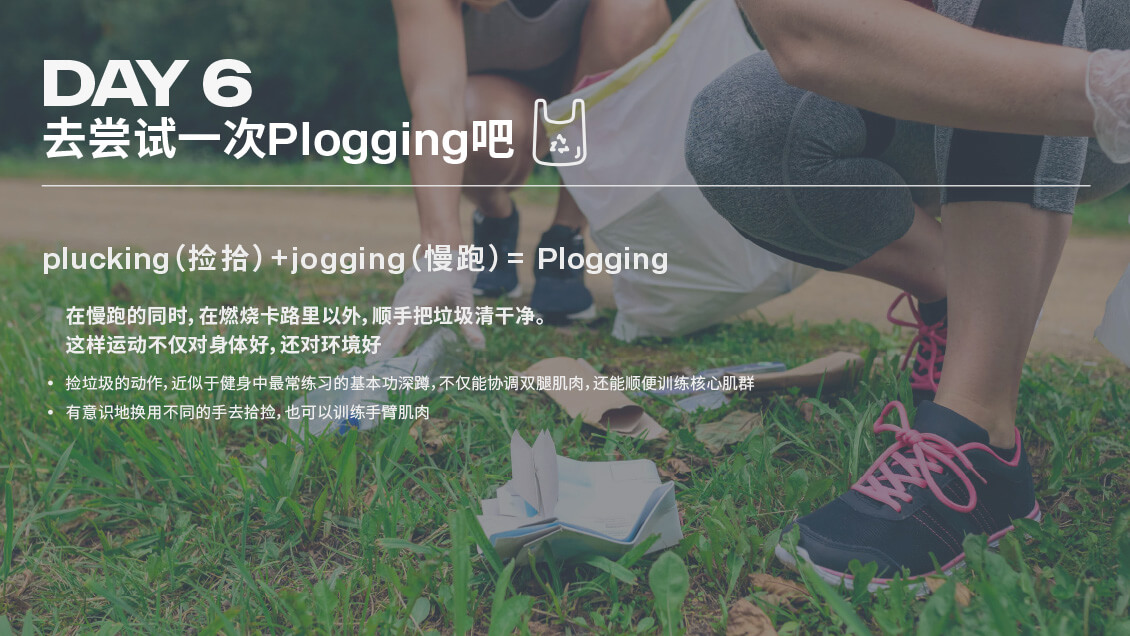 DAY 6
去尝试一次Plogging吧
plucking(捡拾)+jogging(慢跑)= Plogging
在慢跑的同时,在燃烧卡路里以外,顺手把垃圾清干净。
这样运动不仅对身体好,还对环境好
• 捡垃圾的动作,近似于健身中最常练习的基本功深蹲,不仅能协调双腿肌肉,还能顺便训练核心肌群
• 有意识地换用不同的手去拾捡,也可以训练手臂肌肉